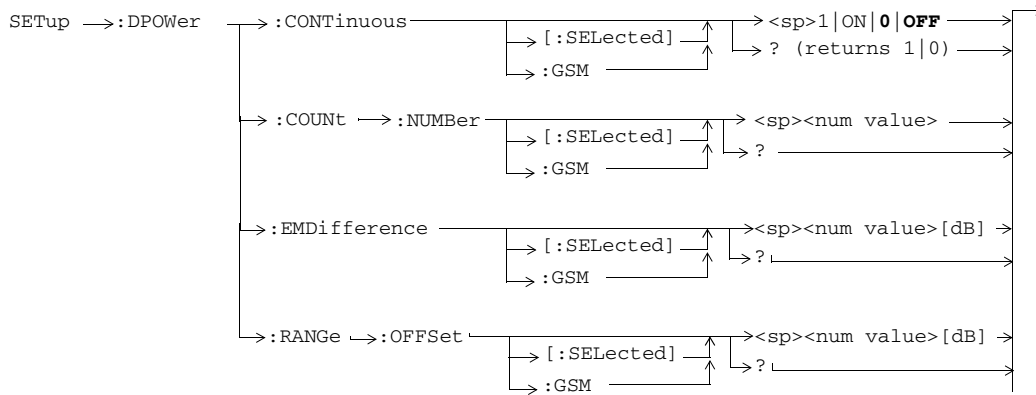 SETup :DPOWer :CONTinuous <sp>1|ON|0|OFF
[:SELected] ? (returns 1|0)
:GSM
:COUNt :NUMBer <sp><num value>
[:SELected] ?
:GSM
:EMDifference <sp><num value>[dB]
[:SELected] ?
:GSM
:RANGe :OFFSet <sp><num value>[dB]
[:SELected] ?
:GSM